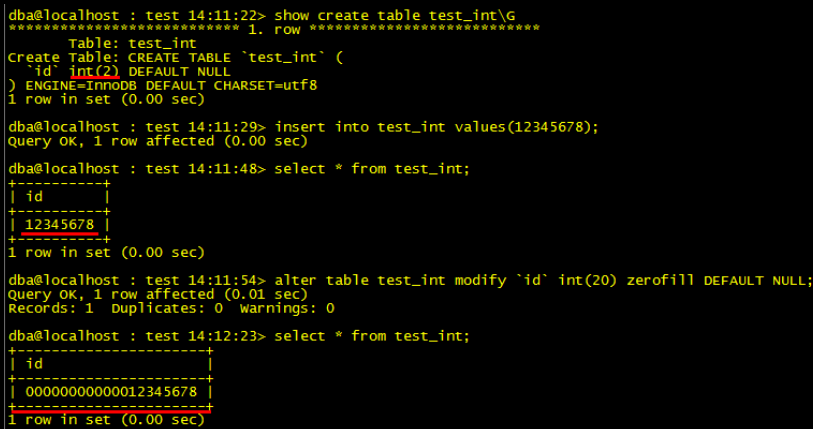 dba@localhost : test 14:11:22> show create table test_int\G
*************************** 1. row ***************************
       Table: test_int
Create Table: CREATE TABLE `test_int` (
  `id` int(2) DEFAULT NULL
) ENGINE=InnoDB DEFAULT CHARSET=utf8
1 row in set (0.00 sec)

dba@localhost : test 14:11:29> insert into test_int values(12345678);
Query OK, 1 row affected (0.00 sec)

dba@localhost : test 14:11:48> select * from test_int;
+----------+
| id       |
+----------+
| 12345678 |
+----------+
1 row in set (0.00 sec)

dba@localhost : test 14:11:54> alter table test_int modify `id` int(20) zerofill DEFAULT NULL;
Query OK, 1 row affected (0.01 sec)
Records: 1  Duplicates: 0  Warnings: 0

dba@localhost : test 14:12:23> select * from test_int;
+----------------------+
| id                   |
+----------------------+
| 00000000000012345678 |
+----------------------+
1 row in set (0.00 sec)